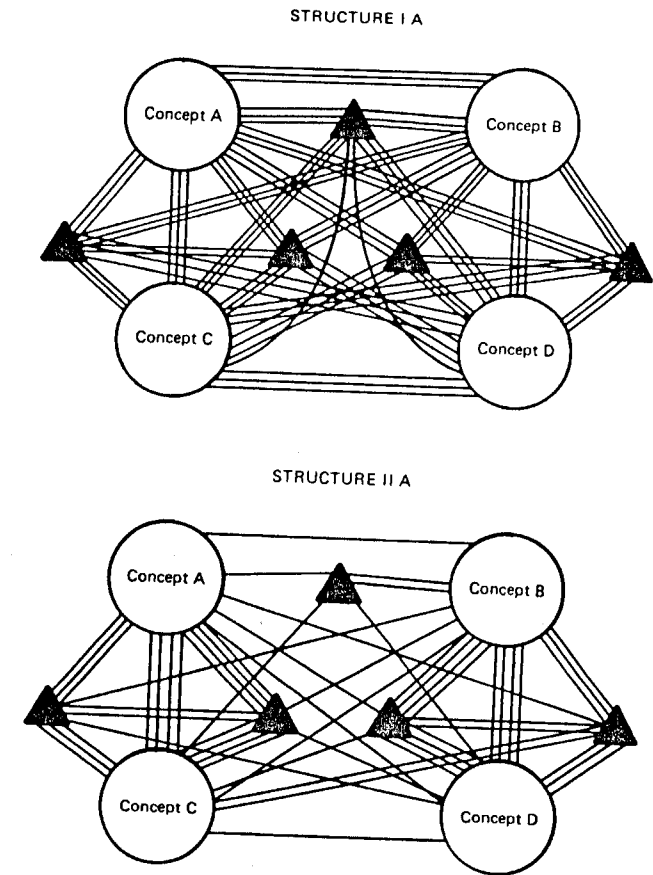 STRUCTURE I A
Concept A
Concept B
Concept C
Concept D
STRUCTURE II A
Concept A
Concept B
Concept C
Concept D